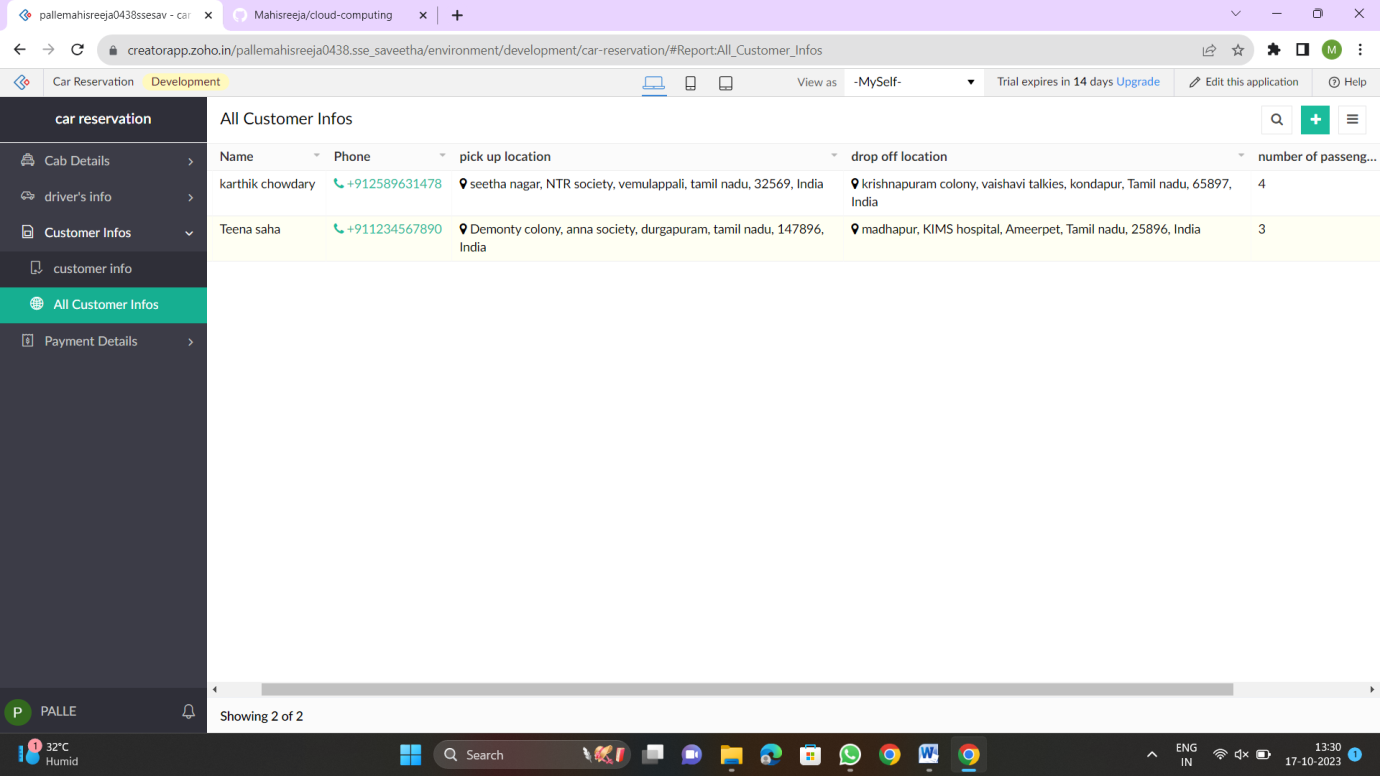 pallemahisreeja0438ssesav - car
Mahisreeja/cloud-computing
creatorapp.zoho.in/pallemahisreeja0438.sse_saveetha/environment/development/car-reservation/#Report:All_Customer_Infos
M
Car Reservation Development View as -MySelf- Trial expires in 14 days Upgrade Edit this application Help
car reservation
All Customer Infos
Cab Details
driver's info
Customer Infos
customer info
All Customer Infos
Payment Details
Name Phone pick up location drop off location number of passeng...
karthik chowdary +912589631478 seetha nagar, NTR society, vemulappali, tamil nadu, 32569, India krishnapuram colony, vaishavi talkies, kondapur, Tamil nadu, 65897, 4
India
Teena saha +911234567890 Demonty colony, anna society, durgapuram, tamil nadu, 147896, madhapur, KIMS hospital, Ameerpet, Tamil nadu, 25896, India 3
India
P PALLE
Showing 2 of 2
1
32°C
Humid
Search
W
ENG
IN
13:30
17-10-2023
1